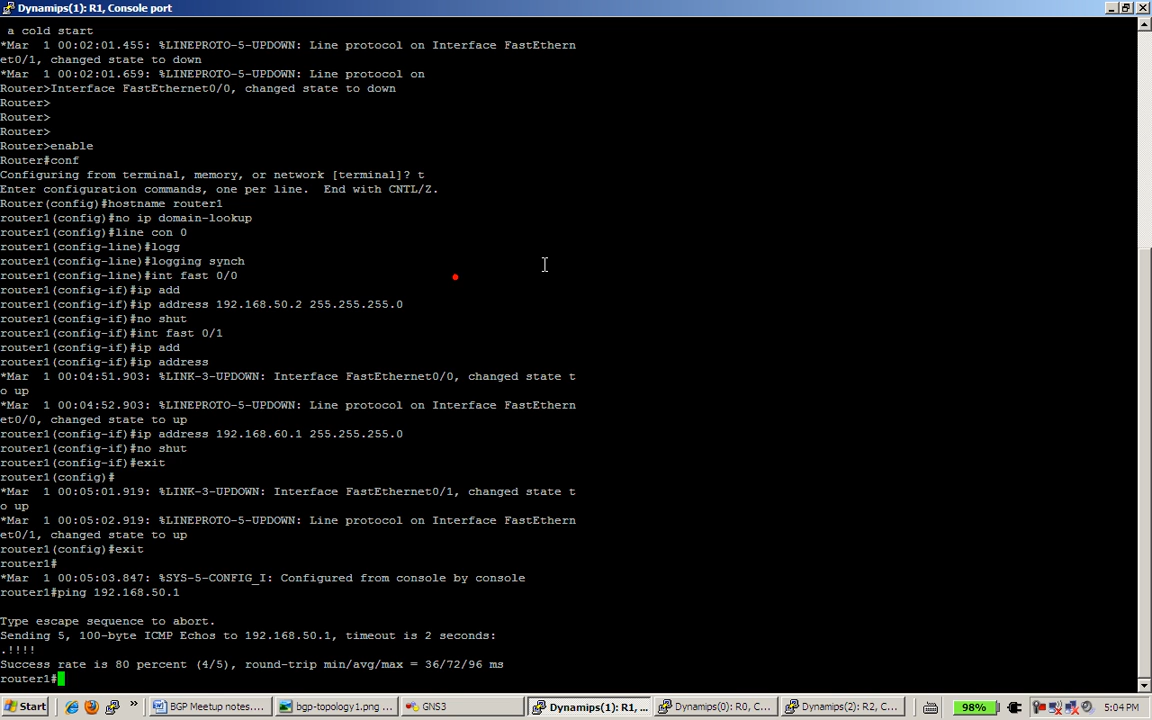 Dynamips(1): R1, Console port
a cold start
*Mar  1 00:02:01.455: %LINEPROTO-5-UPDOWN: Line protocol on Interface FastEthern
et0/1, changed state to down
*Mar  1 00:02:01.659: %LINEPROTO-5-UPDOWN: Line protocol on
Router>Interface FastEthernet0/0, changed state to down
Router>
Router>
Router>
Router>enable
Router#conf
Configuring from terminal, memory, or network [terminal]? t
Enter configuration commands, one per line.  End with CNTL/Z.
Router(config)#hostname router1
router1(config)#no ip domain-lookup
router1(config)#line con 0
router1(config-line)#logg
router1(config-line)#logging synch
router1(config-line)#int fast 0/0
router1(config-if)#ip add
router1(config-if)#ip address 192.168.50.2 255.255.255.0
router1(config-if)#no shut
router1(config-if)#int fast 0/1
router1(config-if)#ip add
router1(config-if)#ip address
*Mar  1 00:04:51.903: %LINK-3-UPDOWN: Interface FastEthernet0/0, changed state t
o up
*Mar  1 00:04:52.903: %LINEPROTO-5-UPDOWN: Line protocol on Interface FastEthern
et0/0, changed state to up
router1(config-if)#ip address 192.168.60.1 255.255.255.0
router1(config-if)#no shut
router1(config-if)#exit
router1(config)#
*Mar  1 00:05:01.919: %LINK-3-UPDOWN: Interface FastEthernet0/1, changed state t
o up
*Mar  1 00:05:02.919: %LINEPROTO-5-UPDOWN: Line protocol on Interface FastEthern
et0/1, changed state to up
router1(config)#exit
router1#
*Mar  1 00:05:03.847: %SYS-5-CONFIG_I: Configured from console by console
router1#ping 192.168.50.1
Type escape sequence to abort.
Sending 5, 100-byte ICMP Echos to 192.168.50.1, timeout is 2 seconds:
.!!!!
Success rate is 80 percent (4/5), round-trip min/avg/max = 36/72/96 ms
router1#
Start » BGP Meetup notes.... bgp-topology1.png ... GNS3 Dynamips(1): R1, ... Dynamips(0): R0, C... Dynamips(2): R2, C... 98% 5:04 PM